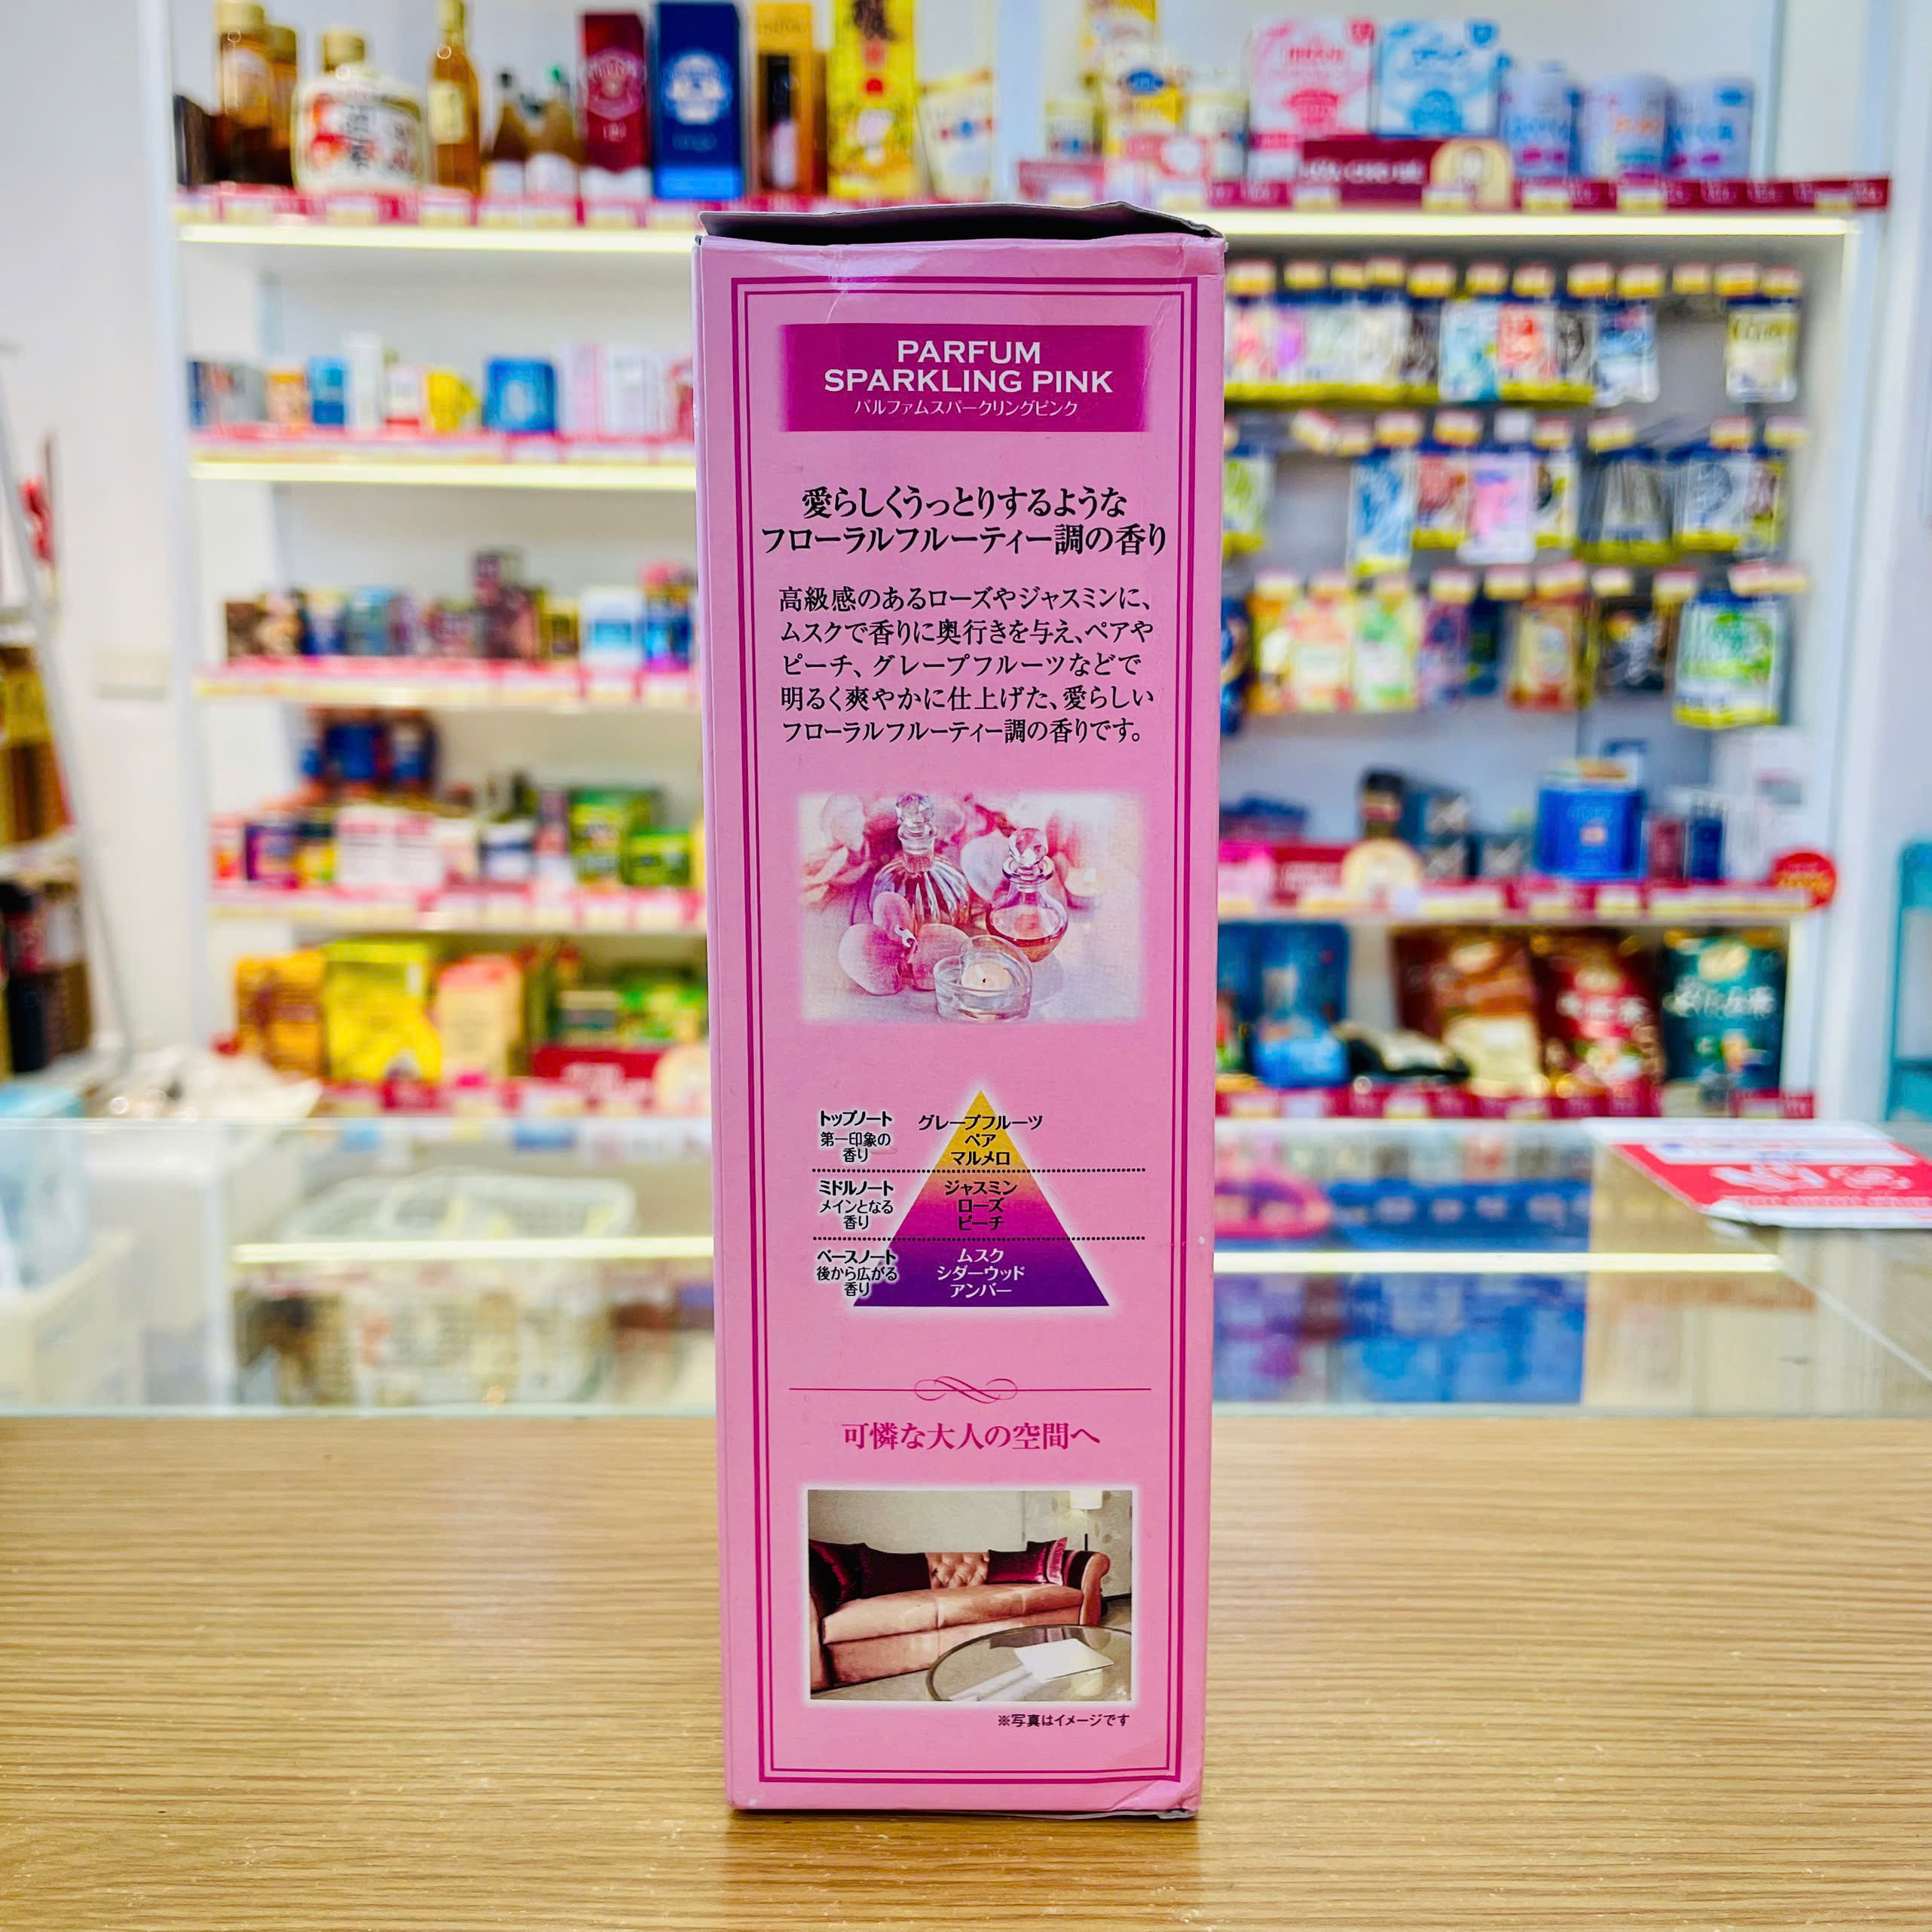 PARFUM
SPARKLING PINK
パルファムスパークリングピンク
愛らしくうっとりするような
フローラルフルーティー調の香り
高級感のあるローズやジャスミンに、
ムスクで香りに奥行きを与え、ペアや
ピーチ、グレープフルーツなどで
明るく爽やかに仕上げた、愛らしい
フローラルフルーティー調の香りです。
トップノート
第一印象の
香り
グレープフルーツ
ペア
マルメロ
ミドルノート
メインとなる
香り
ジャスミン
ローズ
ピーチ
ベースノート
後から広がる
香り
ムスク
シダーウッド
アンバー
可憐な大人の空間へ
※写真はイメージです